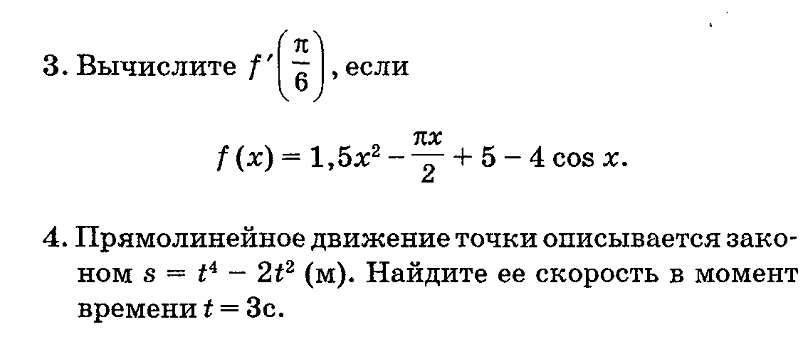 3. Вычислите f′(π/6), если
f (x) = 1,5x² − πx/2 + 5 − 4 cos x.
4. Прямолинейное движение точки описывается зако-
ном s = t⁴ − 2t² (м). Найдите ее скорость в момент
времени t = 3с.